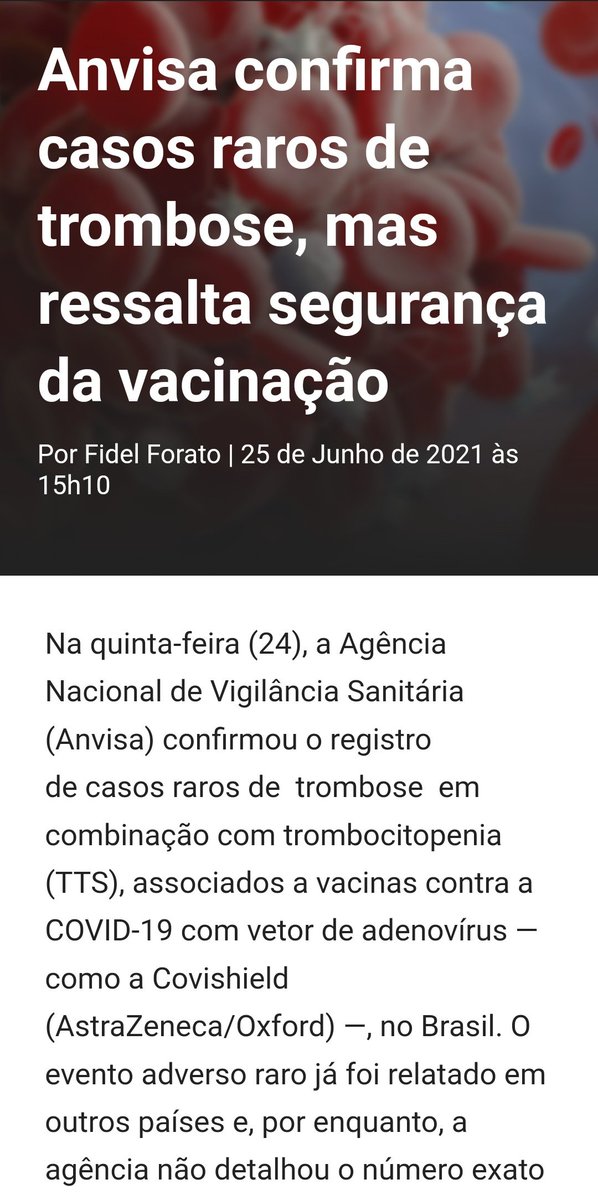 Anvisa confirma
casos raros de
trombose, mas
ressalta segurança
da vacinação
Por Fidel Forato | 25 de Junho de 2021 às
15h10
Na quinta-feira (24), a Agência
Nacional de Vigilância Sanitária
(Anvisa) confirmou o registro
de casos raros de  trombose  em
combinação com trombocitopenia
(TTS), associados a vacinas contra a
COVID-19 com vetor de adenovírus —
como a Covishield
(AstraZeneca/Oxford) —, no Brasil. O
evento adverso raro já foi relatado em
outros países e, por enquanto, a
agência não detalhou o número exato